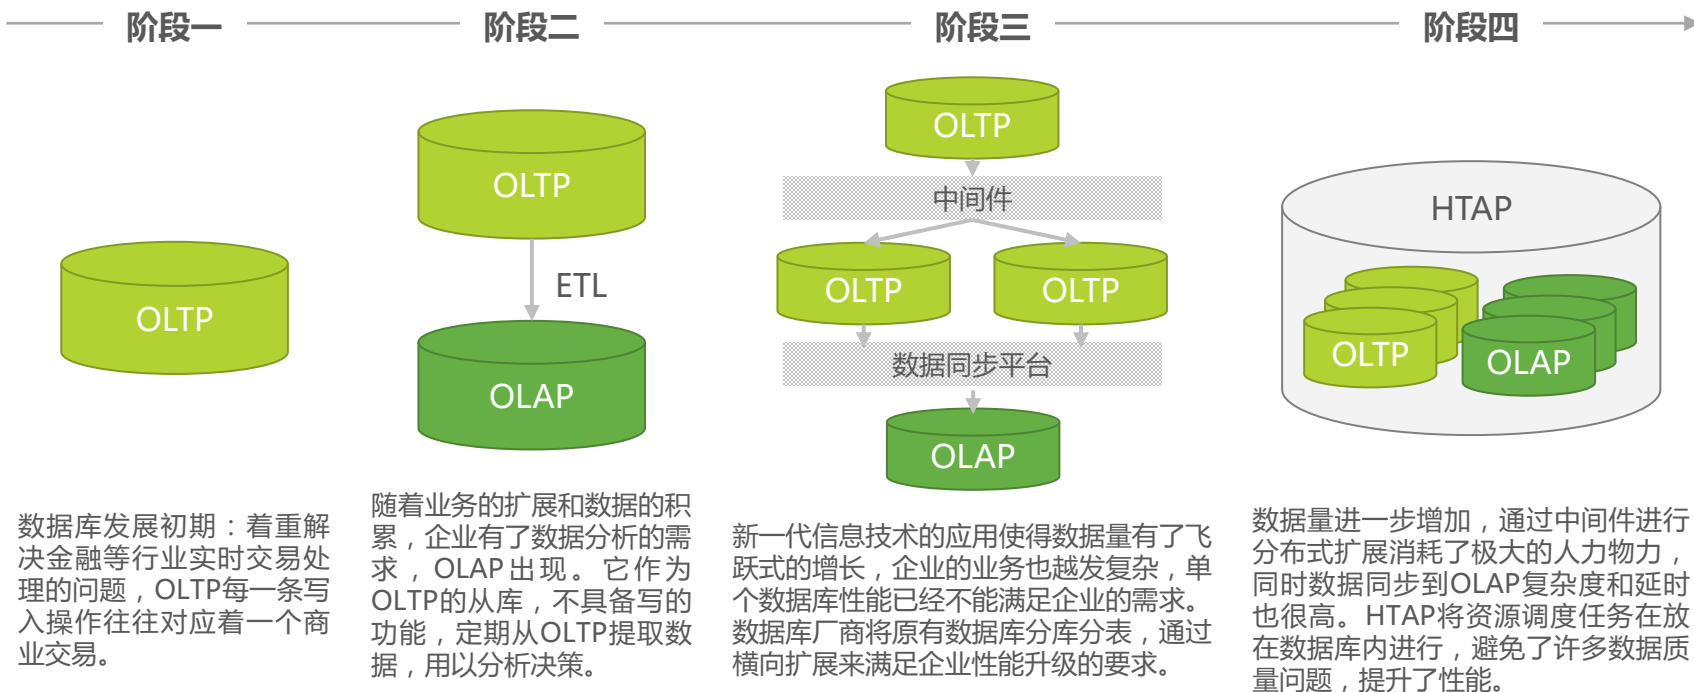 阶段一
阶段二
阶段三
阶段四
OLTP
数据库发展初期：着重解
决金融等行业实时交易处
理的问题，OLTP每一条写
入操作往往对应着一个商
业交易。
OLTP
ETL
OLAP
随着业务的扩展和数据的积
累，企业有了数据分析的需
求，OLAP出现。它作为
OLTP的从库，不具备写的
功能，定期从OLTP提取数
据，用以分析决策。
OLTP
中间件
OLTP
OLTP
数据同步平台
OLAP
新一代信息技术的应用使得数据量有了飞
跃式的增长，企业的业务也越发复杂，单
个数据库性能已经不能满足企业的需求。
数据库厂商将原有数据库分库分表，通过
横向扩展来满足企业性能升级的要求。
HTAP
OLTP
OLAP
数据量进一步增加，通过中间件进行
分布式扩展消耗了极大的人力物力，
同时数据同步到OLAP复杂度和延时
也很高。HTAP将资源调度任务在放
在数据库内进行，避免了许多数据质
量问题，提升了性能。